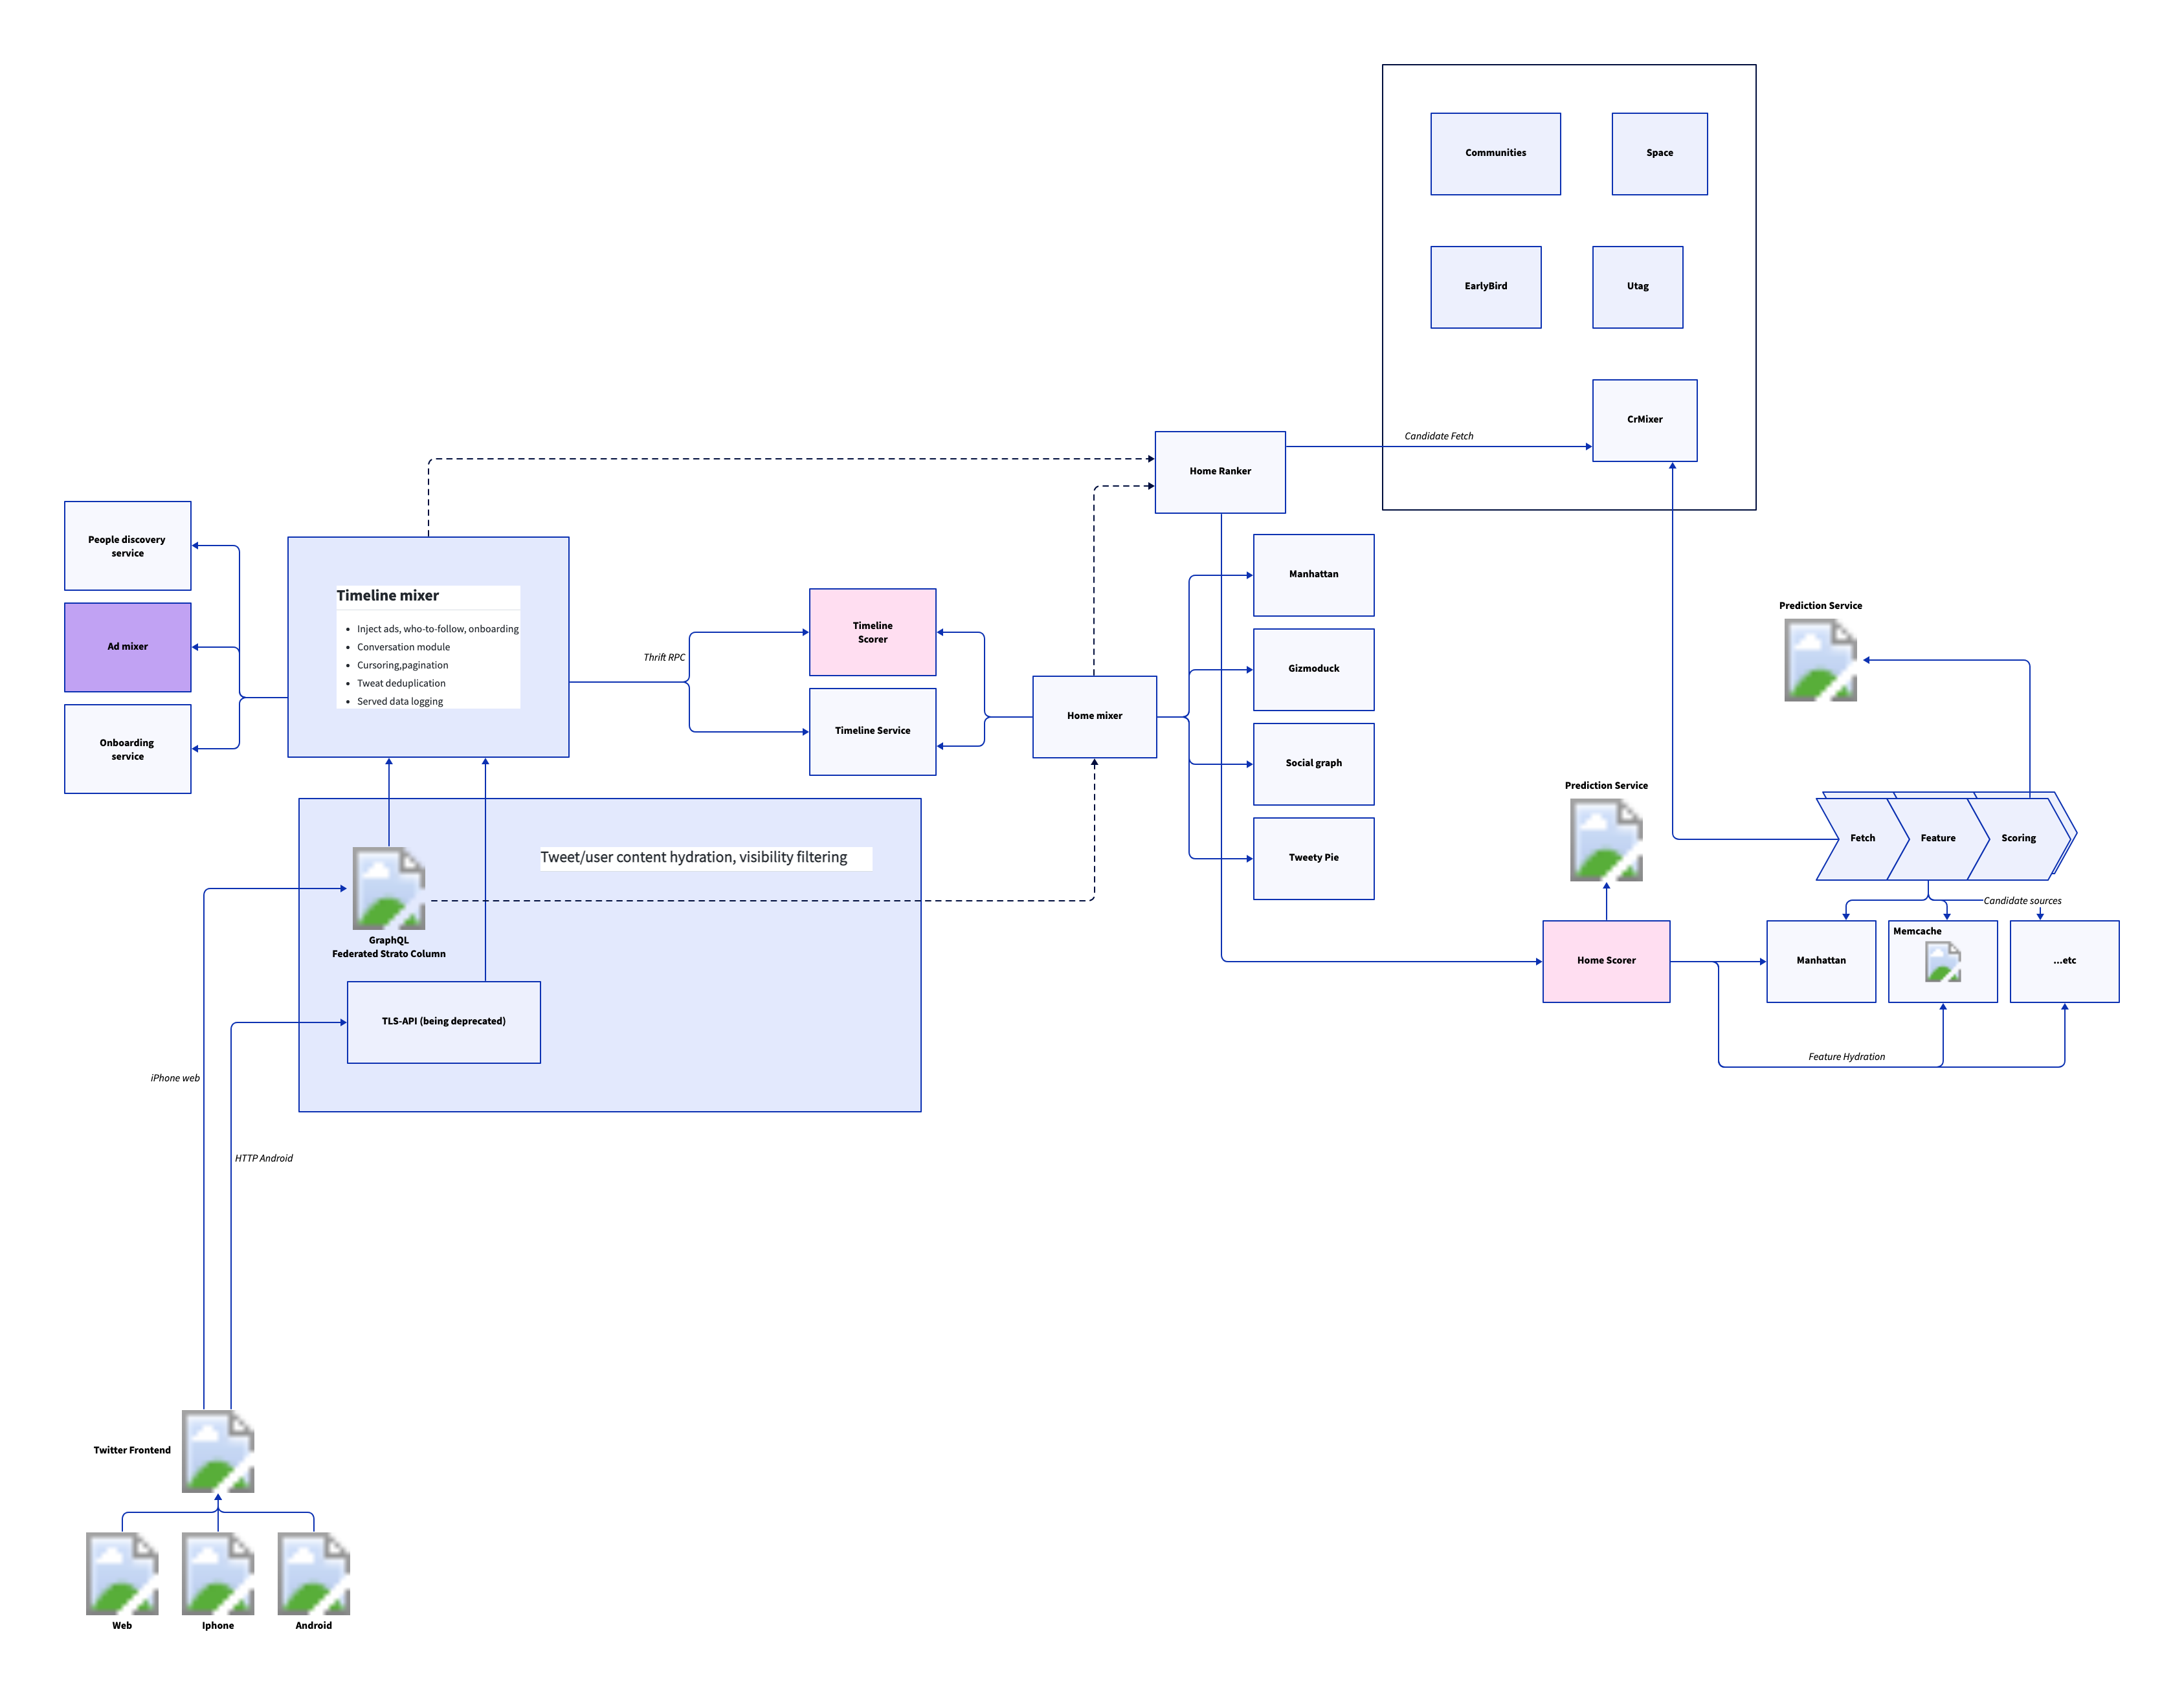 Communities
Space
EarlyBird
Utag
CrMixer
Candidate Fetch
Home Ranker
People discovery
service
Ad mixer
Onboarding
service
Timeline mixer
Inject ads, who-to-follow, onboarding
Conversation module
Cursoring,pagination
Tweat deduplication
Served data logging
Thrift RPC
Timeline
Scorer
Timeline Service
Home mixer
Manhattan
Gizmoduck
Social graph
Tweety Pie
Prediction Service
Prediction Service
Fetch
Feature
Scoring
Candidate sources
Home Scorer
Manhattan
Memcache
...etc
Feature Hydration
Tweet/user content hydration, visibility filtering
GraphQL
Federated Strato Column
TLS-API (being deprecated)
iPhone web
HTTP Android
Twitter Frontend
Web
Iphone
Android